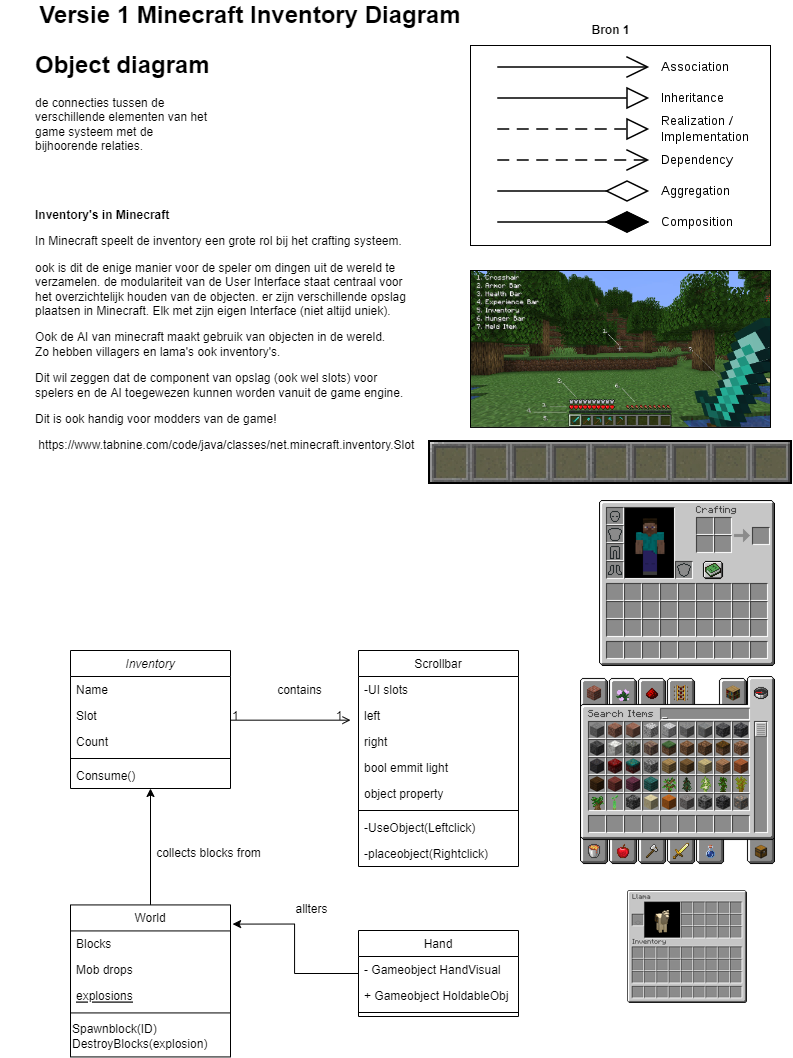 Versie 1 Minecraft Inventory Diagram
Object diagram
de connecties tussen de
verschillende elementen van het
game systeem met de
bijhoorende relaties.
Bron 1
Association
Inheritance
Realization /
Implementation
Dependency
Aggregation
Composition
Inventory's in Minecraft
In Minecraft speelt de inventory een grote rol bij het crafting systeem.
ook is dit de enige manier voor de speler om dingen uit de wereld te
verzamelen. de modulariteit van de User Interface staat centraal voor
het overzichtelijk houden van de objecten. er zijn verschillende opslag
plaatsen in Minecraft. Elk met zijn eigen Interface (niet altijd uniek).
Ook de AI van minecraft maakt gebruik van objecten in de wereld.
Zo hebben villagers en lama's ook inventory's.
Dit wil zeggen dat de component van opslag (ook wel slots) voor
spelers en de AI toegewezen kunnen worden vanuit de game engine.
Dit is ook handig voor modders van de game!
https://www.tabnine.com/code/java/classes/net.minecraft.inventory.Slot
1. Crosshair
2. Armor Bar
3. Health Bar
4. Experience Bar
5. Inventory
6. Hunger Bar
7. Held Item
Crafting
Search Items
Llama
Inventory
Inventory
Name
Slot
Count
Consume()
contains
1
1
Scrollbar
-UI slots
left
right
bool emmit light
object property
-UseObject(Leftclick)
-placeobject(Rightclick)
collects blocks from
World
Blocks
Mob drops
explosions
Spawnblock(ID)
DestroyBlocks(explosion)
allters
Hand
- Gameobject HandVisual
+ Gameobject HoldableObj